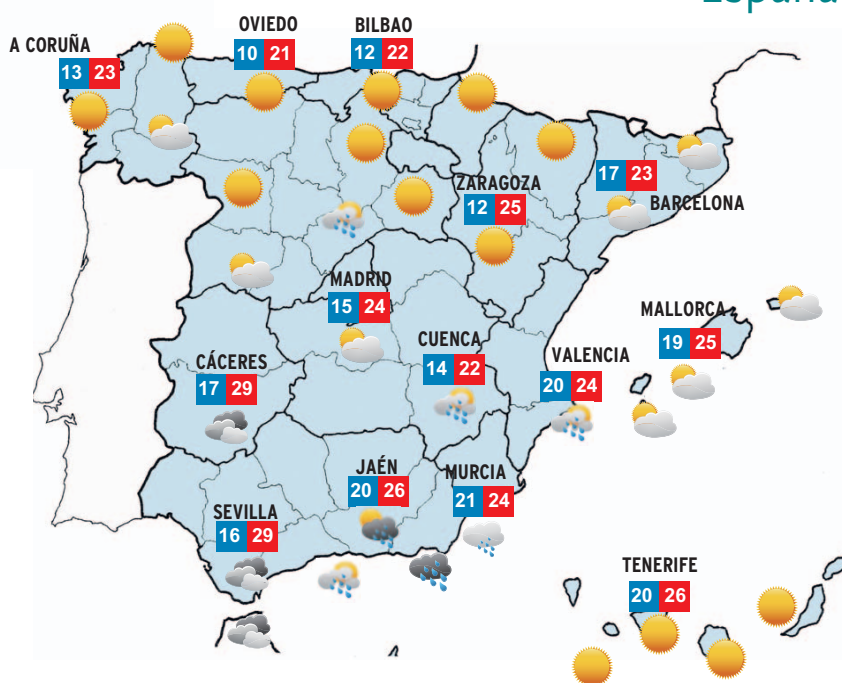 España
OVIEDO
10 21
BILBAO
12 22
A CORUÑA
13 23
ZARAGOZA
12 25
17 23
BARCELONA
MADRID
15 24
MALLORCA
19 25
CUENCA
14 22
VALENCIA
20 24
CÁCERES
17 29
JAÉN
20 26
MURCIA
21 24
SEVILLA
16 29
TENERIFE
20 26